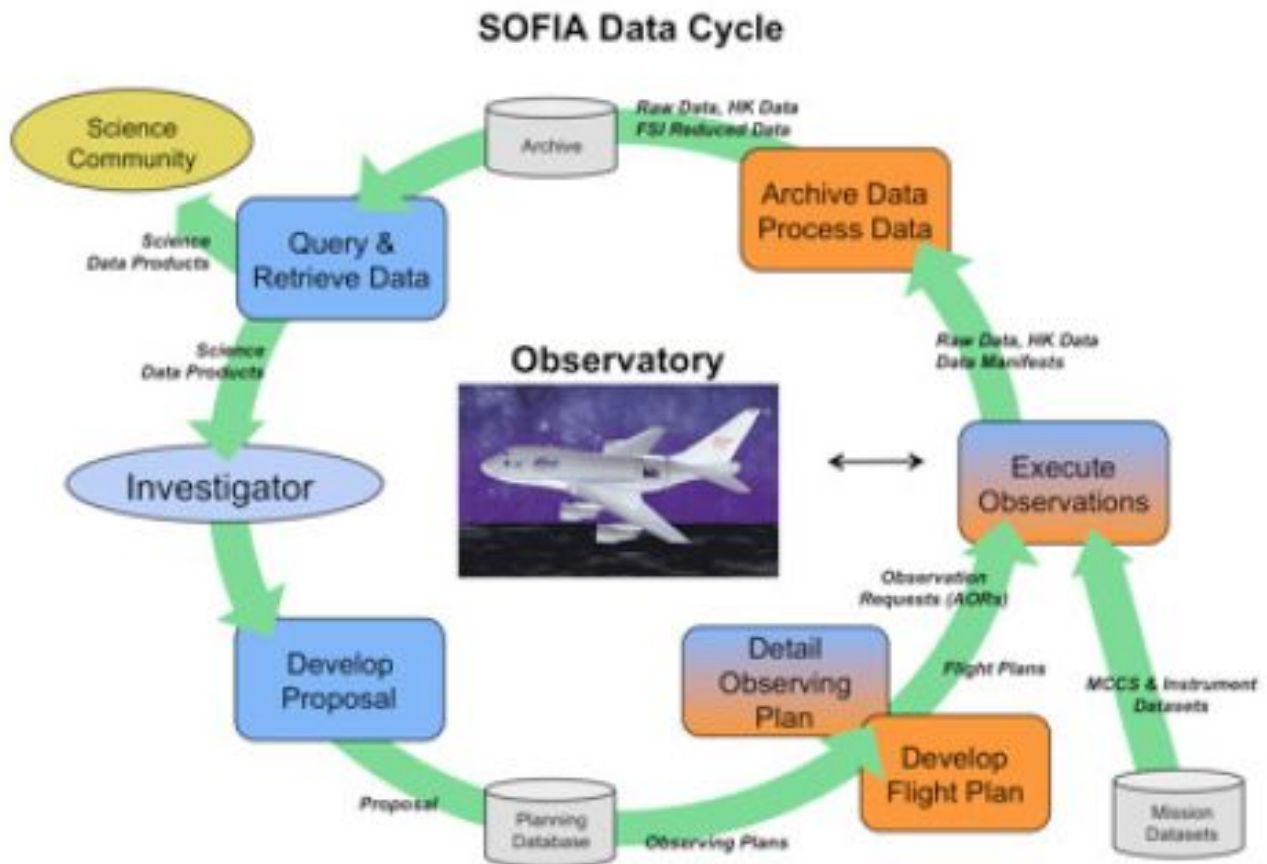 SOFIA Data Cycle
Science
Community
Archive
Raw Data, HK Data
FSI Reduced Data
Archive Data
Process Data
Query &
Retrieve Data
Science
Data Products
Science
Data Products
Raw Data, HK Data
Data Manifests
Observatory
Investigator
Execute
Observations
Observation
Requests (AORs)
Develop
Proposal
Detail
Observing
Plan
Flight Plans
MCCS & Instrument
Datasets
Develop
Flight Plan
Proposal
Planning
Database
Observing Plans
Mission
Datasets